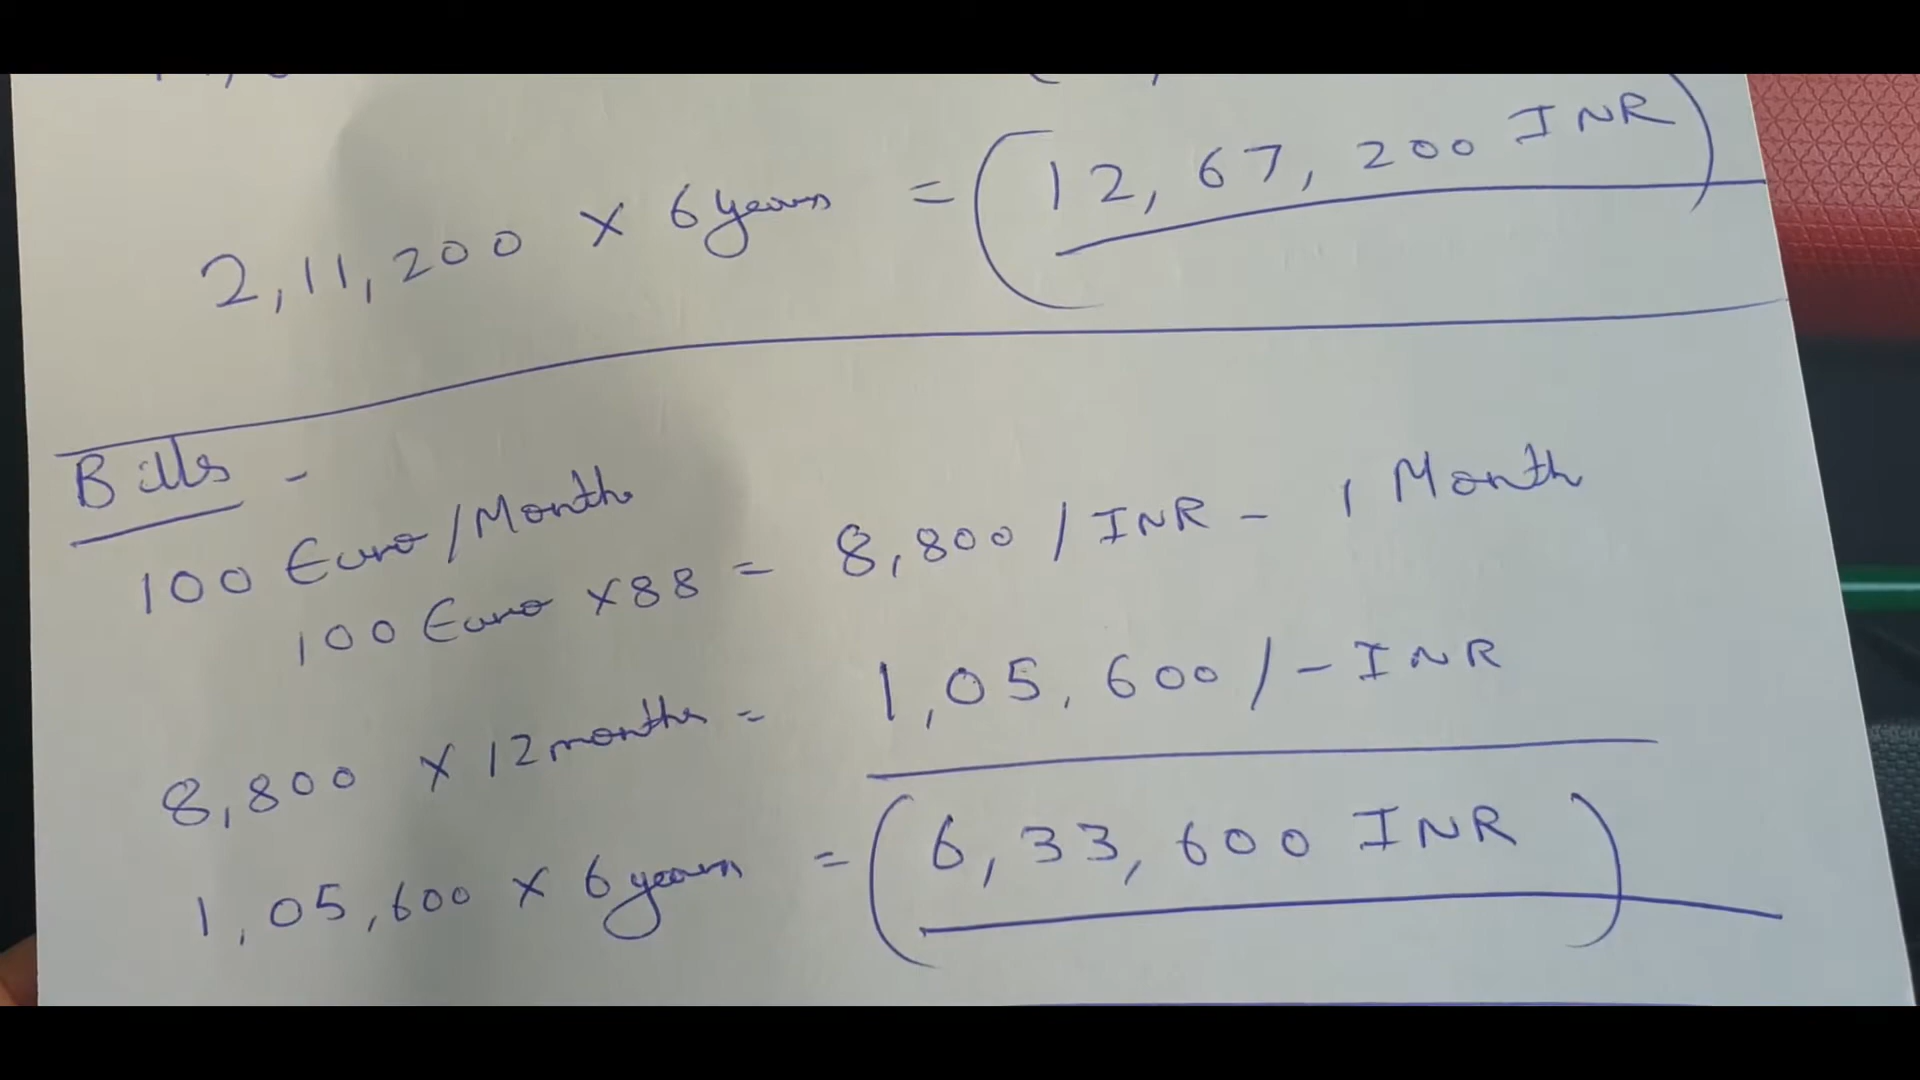 2,11,200 X 6 years = (12,67,200 INR)
Bills -
100 Euro/Month
100 Euro X88 = 8,800/INR - 1 Month
8,800 X 12 months = 1,05,600/- INR
1,05,600 X 6 years = (6,33,600 INR)